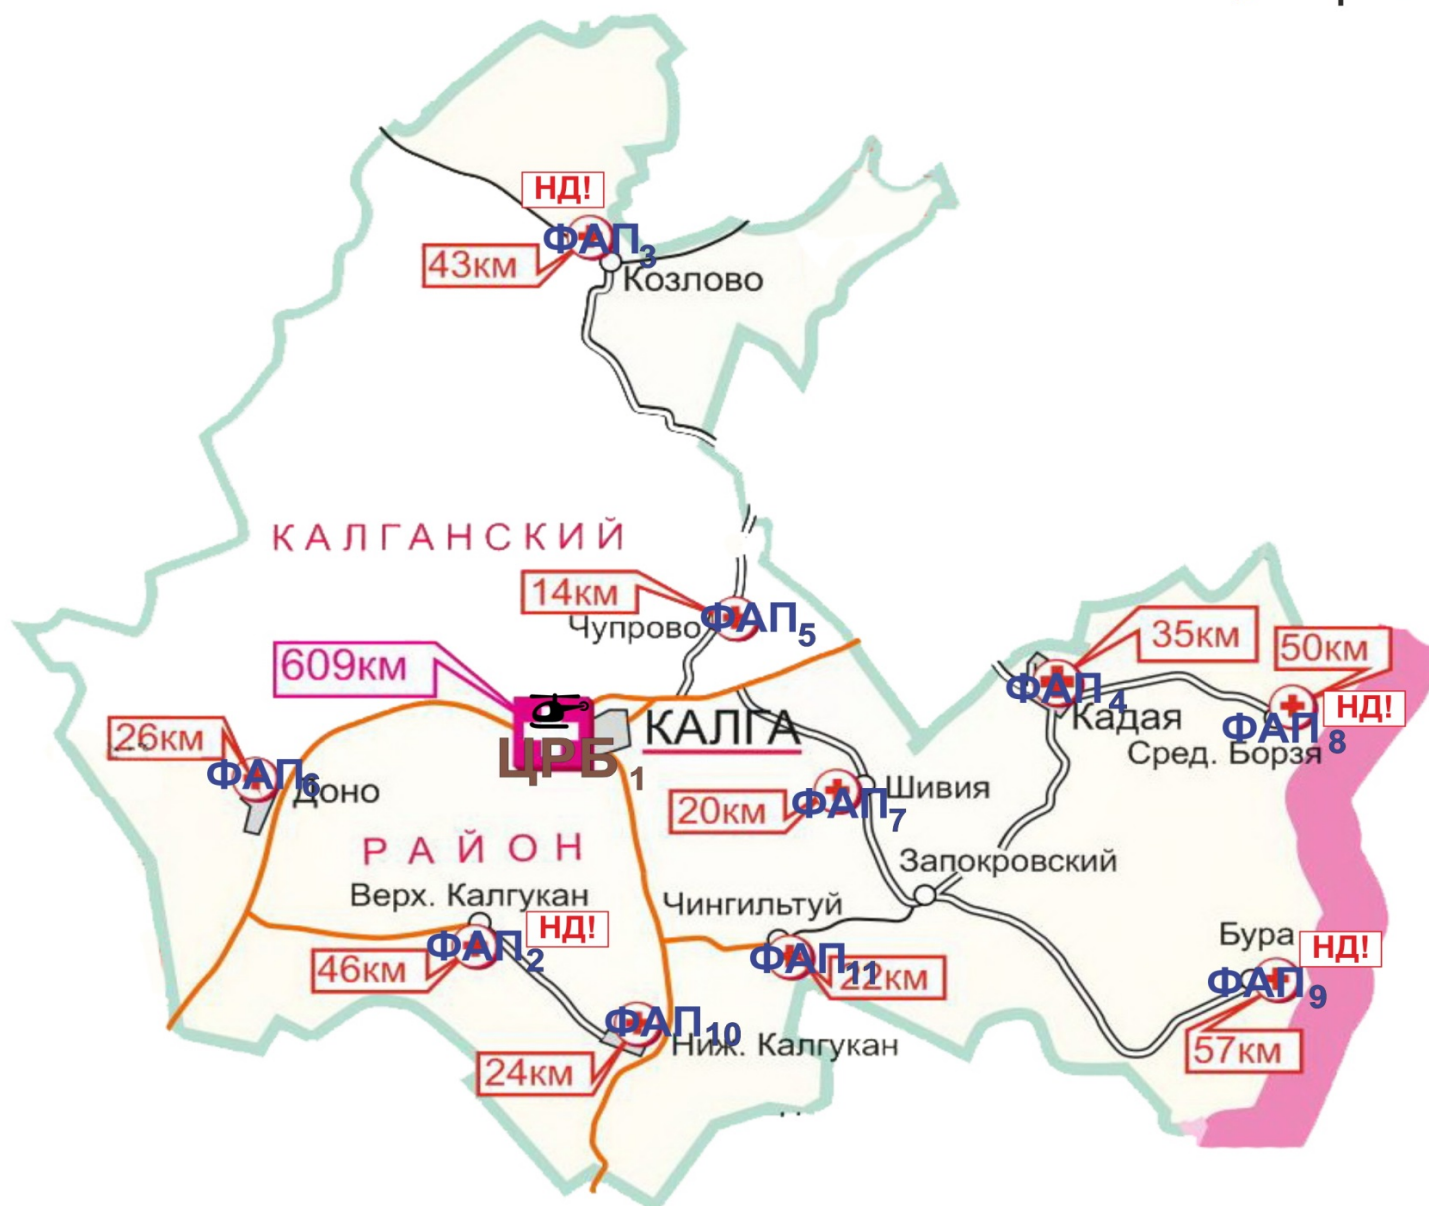 НД!
ФАП3
43км
Козлово
КАЛГАНСКИЙ
14км
ФАП5
Чупрово
609км
35км
50км
ФАП4
НД!
Кадая
ФАП8
Сред. Борзя
КАЛГА
ЦРБ1
26км
ФАП6
Доно
20км
ФАП7
Шивия
РАЙОН
Запокровский
Верх. Калгукан
Чингильтуй
НД!
ФАП2
46км
ФАП11
22км
Бура
НД!
ФАП9
57км
ФАП10
Ниж. Калгукан
24км